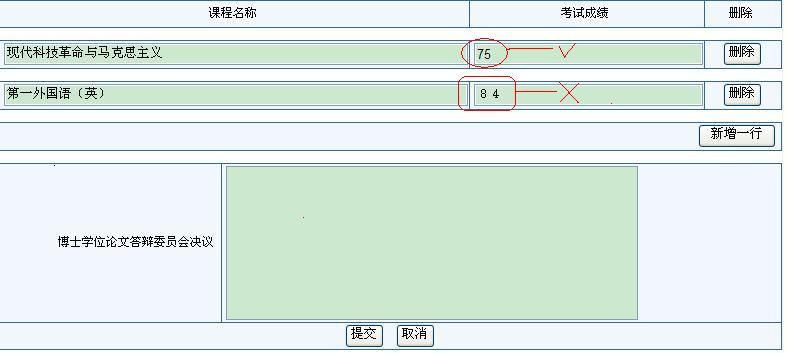 课程名称 考试成绩 删除
现代科技革命与马克思主义 75 删除
第一外国语（英） ８４ 删除
新增一行
博士学位论文答辩委员会决议
提交 取消